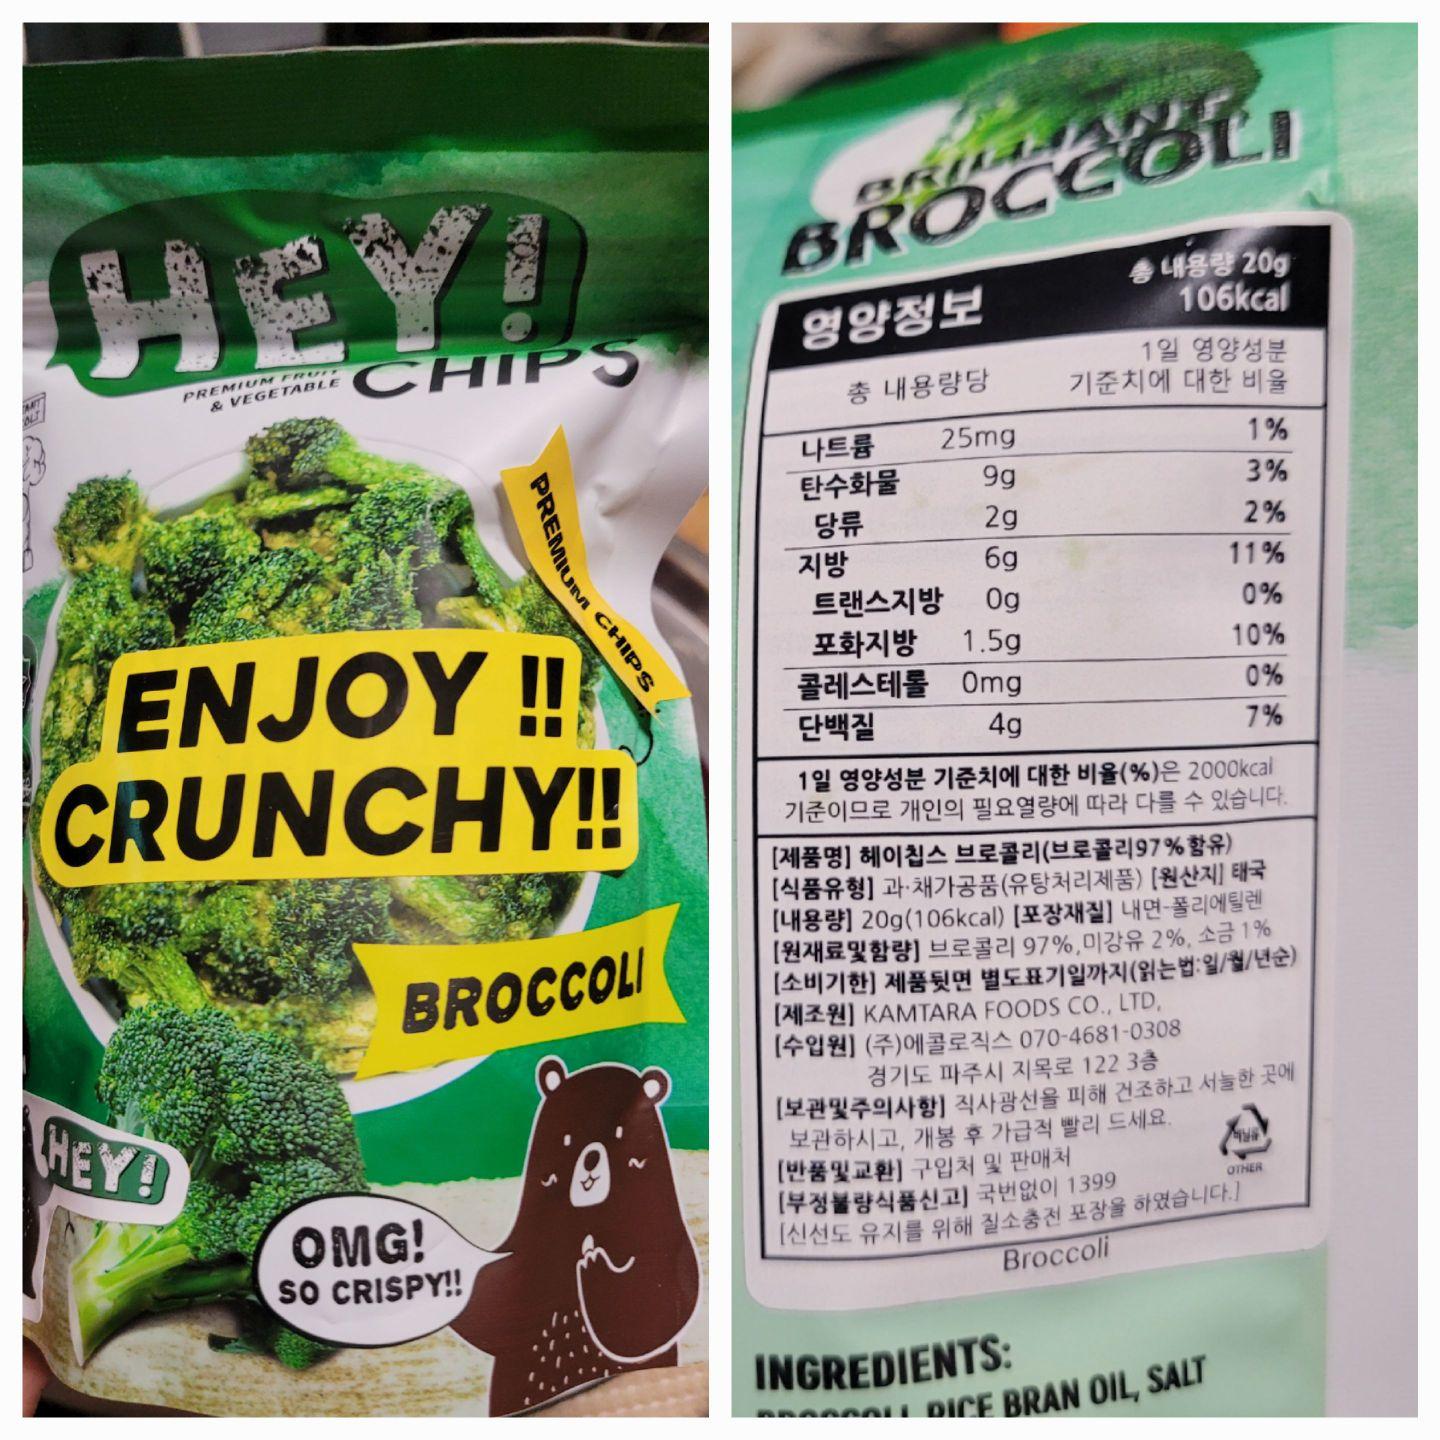 HEY!
CHIPS
PREMIUM FRUIT
& VEGETABLE
PREMIUM CHIPS
ENJOY !!
CRUNCHY!!
BROCCOLI
HEY!
OMG!
SO CRISPY!!
BRILLIANT
BROCCOLI
영양정보
총 내용량 20g
106kcal
총 내용량당
1일 영양성분
기준치에 대한 비율
나트륨 25mg 1%
탄수화물 9g 3%
당류 2g 2%
지방 6g 11%
트랜스지방 0g 0%
포화지방 1.5g 10%
콜레스테롤 0mg 0%
단백질 4g 7%
1일 영양성분 기준치에 대한 비율(%)은 2000kcal
기준이므로 개인의 필요열량에 따라 다를 수 있습니다.
[제품명] 헤이칩스 브로콜리(브로콜리97%함유)
[식품유형] 과·채가공품(유탕처리제품) [원산지] 태국
[내용량] 20g(106kcal) [포장재질] 내면-폴리에틸렌
[원재료및함량] 브로콜리 97%,미강유 2%, 소금 1%
[소비기한] 제품뒷면 별도표기일까지(읽는법:일/월/년순)
[제조원] KAMTARA FOODS CO., LTD,
[수입원] (주)에콜로직스 070-4681-0308
경기도 파주시 지목로 122 3층
[보관및주의사항] 직사광선을 피해 건조하고 서늘한 곳에
보관하시고, 개봉 후 가급적 빨리 드세요.
[반품및교환] 구입처 및 판매처
[부정불량식품신고] 국번없이 1399
[신선도 유지를 위해 질소충전 포장을 하였습니다.]
비닐류
OTHER
Broccoli
INGREDIENTS:
BROCCOLI, RICE BRAN OIL, SALT